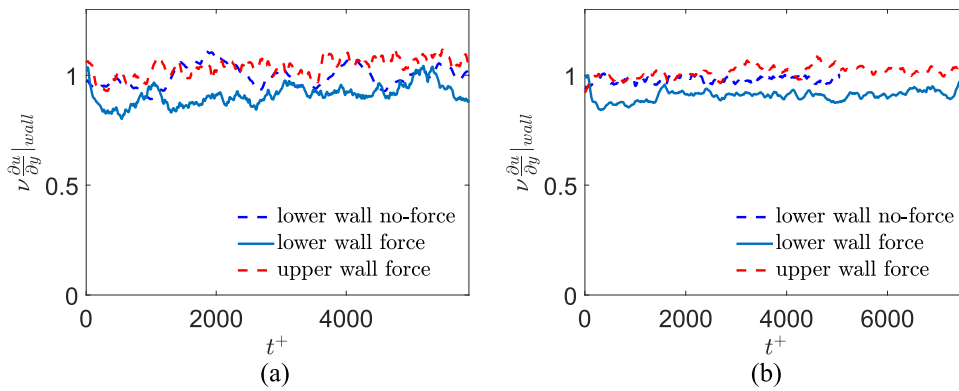 1
0.5
0
ν ∂u/∂y|wall
lower wall no-force
lower wall force
upper wall force
0 2000 4000
t+
(a)
1
0.5
0
ν ∂u/∂y|wall
lower wall no-force
lower wall force
upper wall force
0 2000 4000 6000
t+
(b)